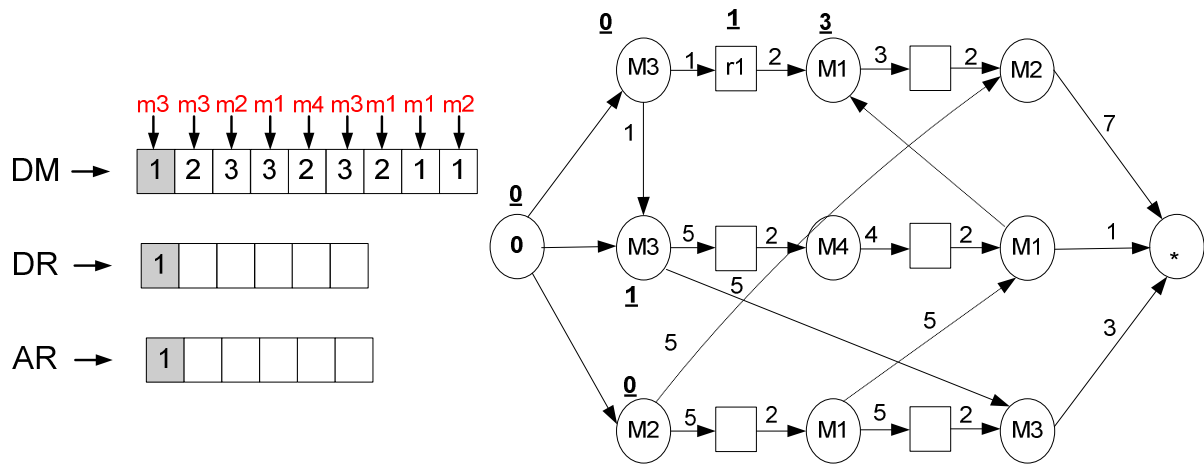 m3 m3 m2 m1 m4 m3 m1 m1 m2
DM 1 2 3 3 2 3 2 1 1
DR 1
AR 1
0 1 3
M3 1 r1 2 M1 3 2 M2
1 7
0
0 M3 5 2 M4 4 2 M1 1 *
1 5
5 5 3
0
M2 5 2 M1 5 2 M3